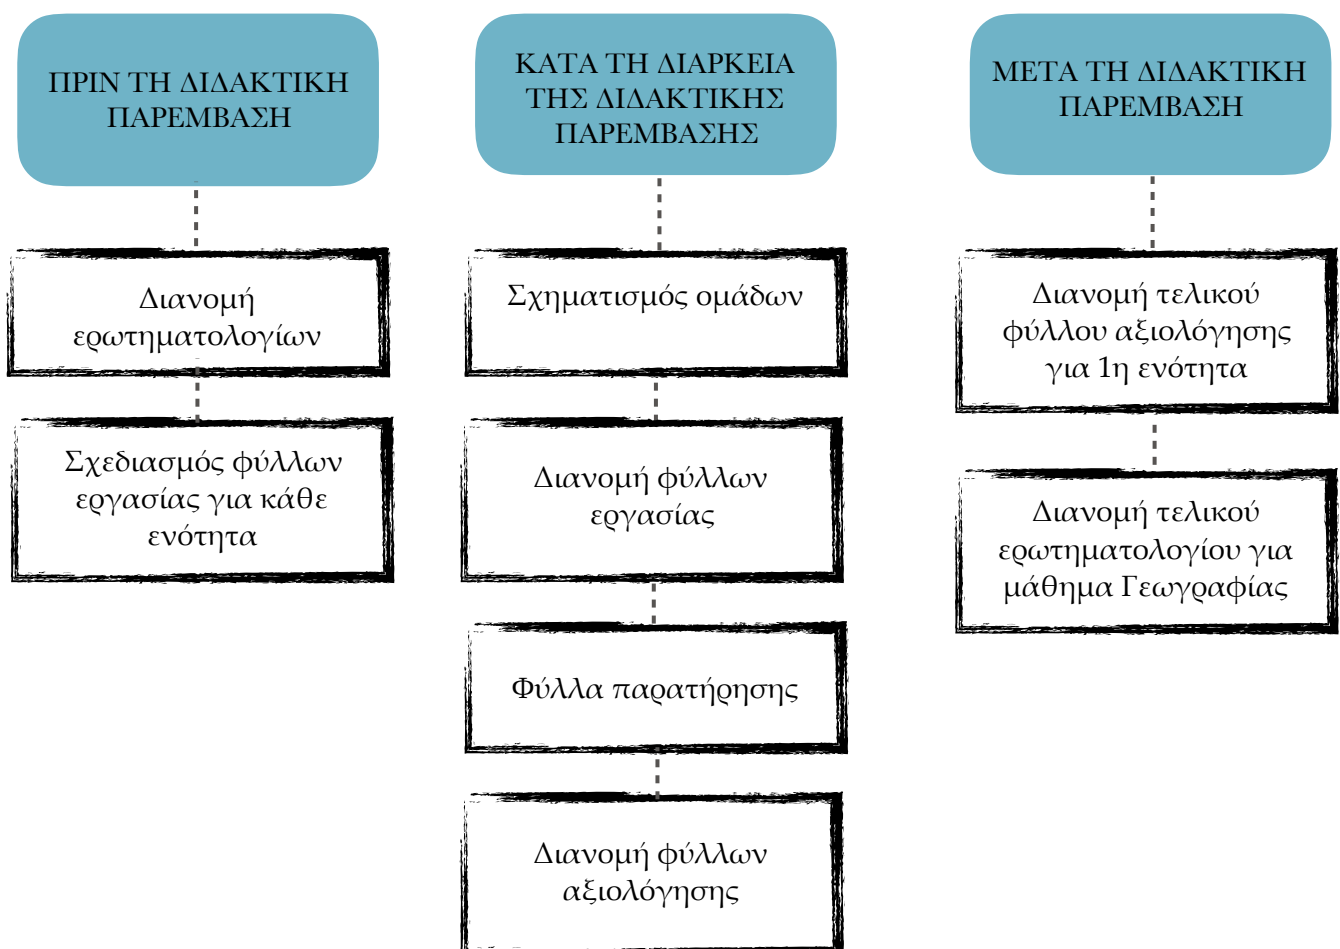 ΠΡΙΝ ΤΗ ΔΙΔΑΚΤΙΚΗ
ΠΑΡΕΜΒΑΣΗ
Διανομή
ερωτηματολογίων
Σχεδιασμός φύλλων
εργασίας για κάθε
ενότητα
ΚΑΤΑ ΤΗ ΔΙΑΡΚΕΙΑ
ΤΗΣ ΔΙΔΑΚΤΙΚΗΣ
ΠΑΡΕΜΒΑΣΗΣ
Σχηματισμός ομάδων
Διανομή φύλλων
εργασίας
Φύλλα παρατήρησης
Διανομή φύλλων
αξιολόγησης
ΜΕΤΑ ΤΗ ΔΙΔΑΚΤΙΚΗ
ΠΑΡΕΜΒΑΣΗ
Διανομή τελικού
φύλλου αξιολόγησης
για 1η ενότητα
Διανομή τελικού
ερωτηματολογίου για
μάθημα Γεωγραφίας